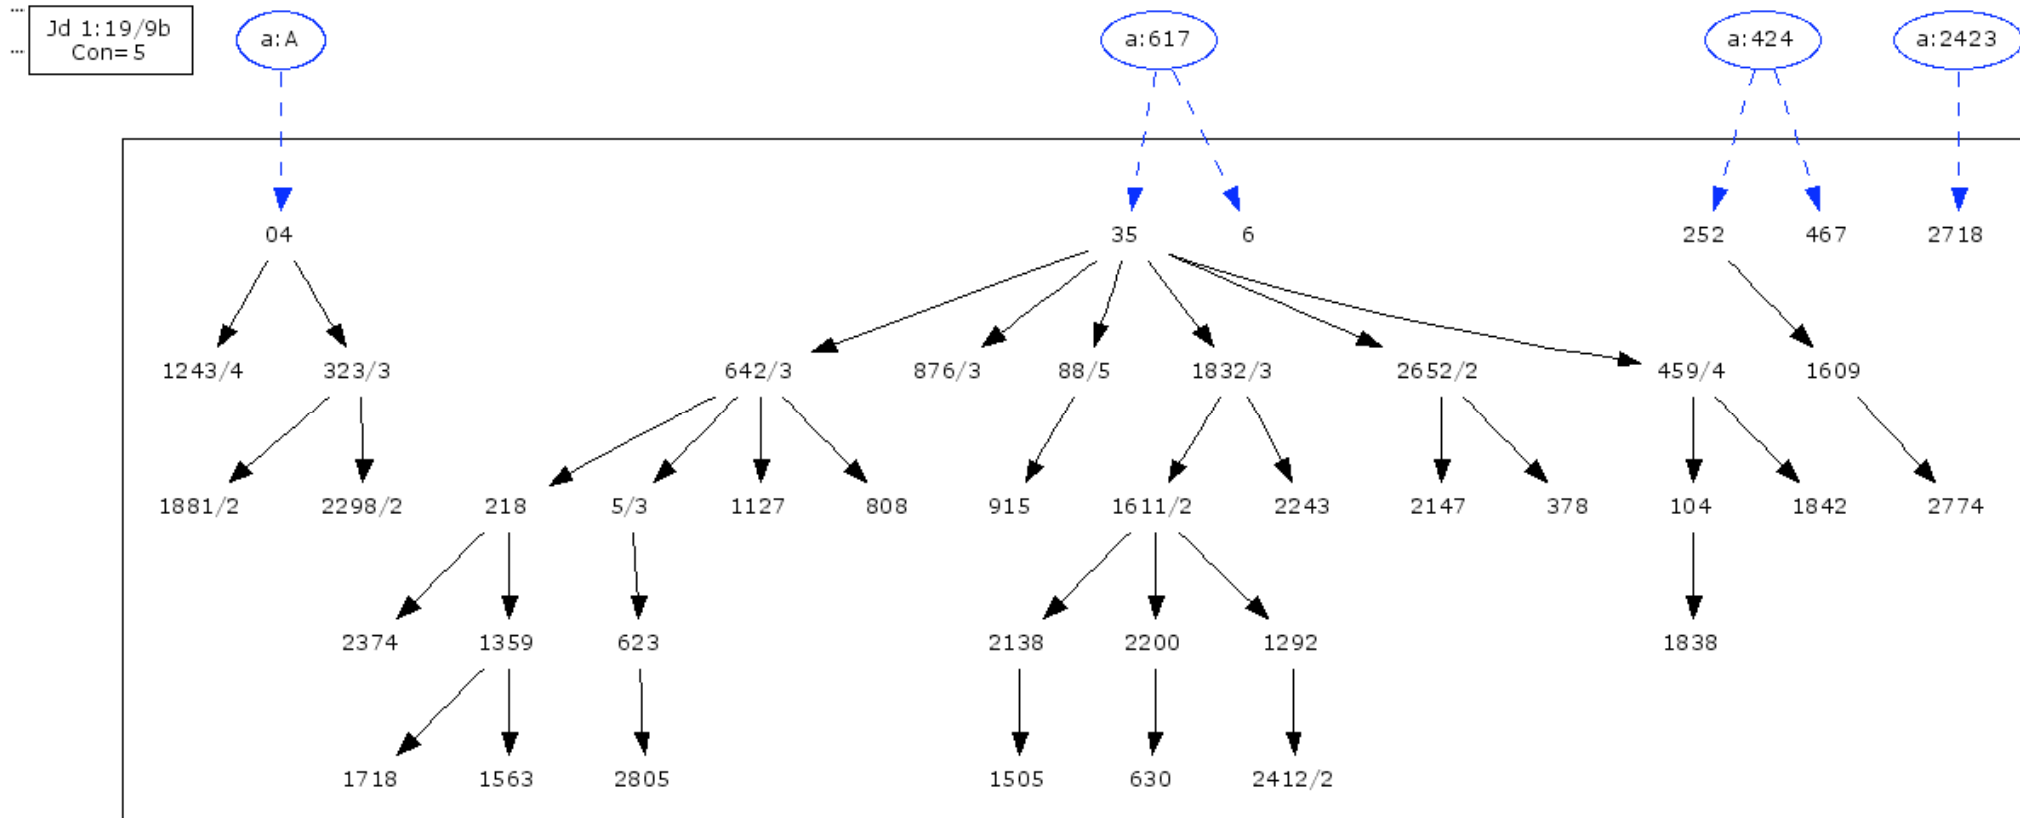 Jd 1:19/9b
Con=5
a:A a:617 a:424 a:2423
04 35 6 252 467 2718
1243/4 323/3 642/3 876/3 88/5 1832/3 2652/2 459/4 1609
1881/2 2298/2 218 5/3 1127 808 915 1611/2 2243 2147 378 104 1842 2774
2374 1359 623 2138 2200 1292 1838
1718 1563 2805 1505 630 2412/2